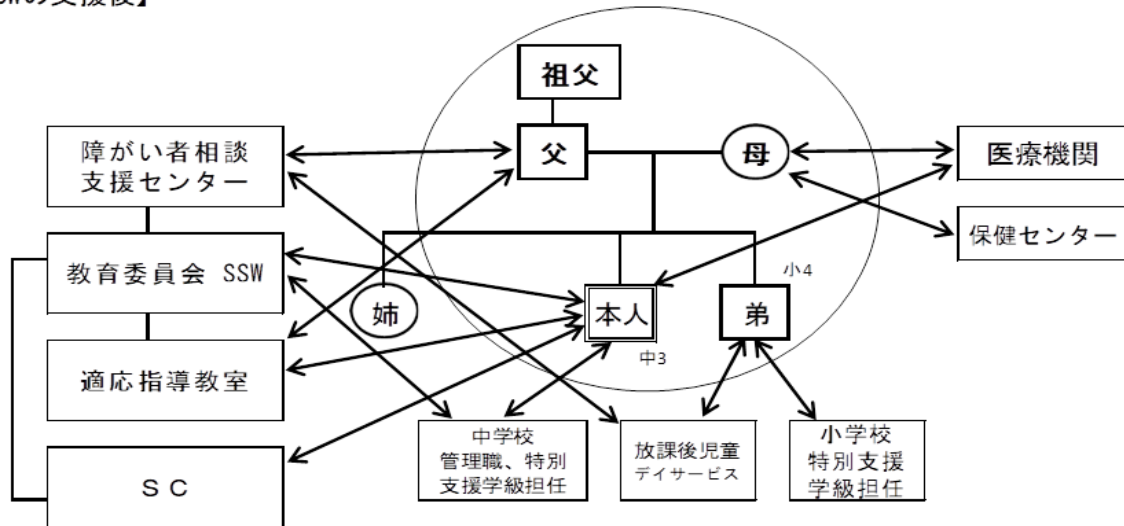 SSWの支援後】
祖父
障がい者相談
支援センター
父
母
医療機関
保健センター
教育委員会 SSW
姉
本人
中3
弟
小4
適応指導教室
SC
中学校
管理職、特別
支援学級担任
放課後児童
デイサービス
小学校
特別支援
学級担任